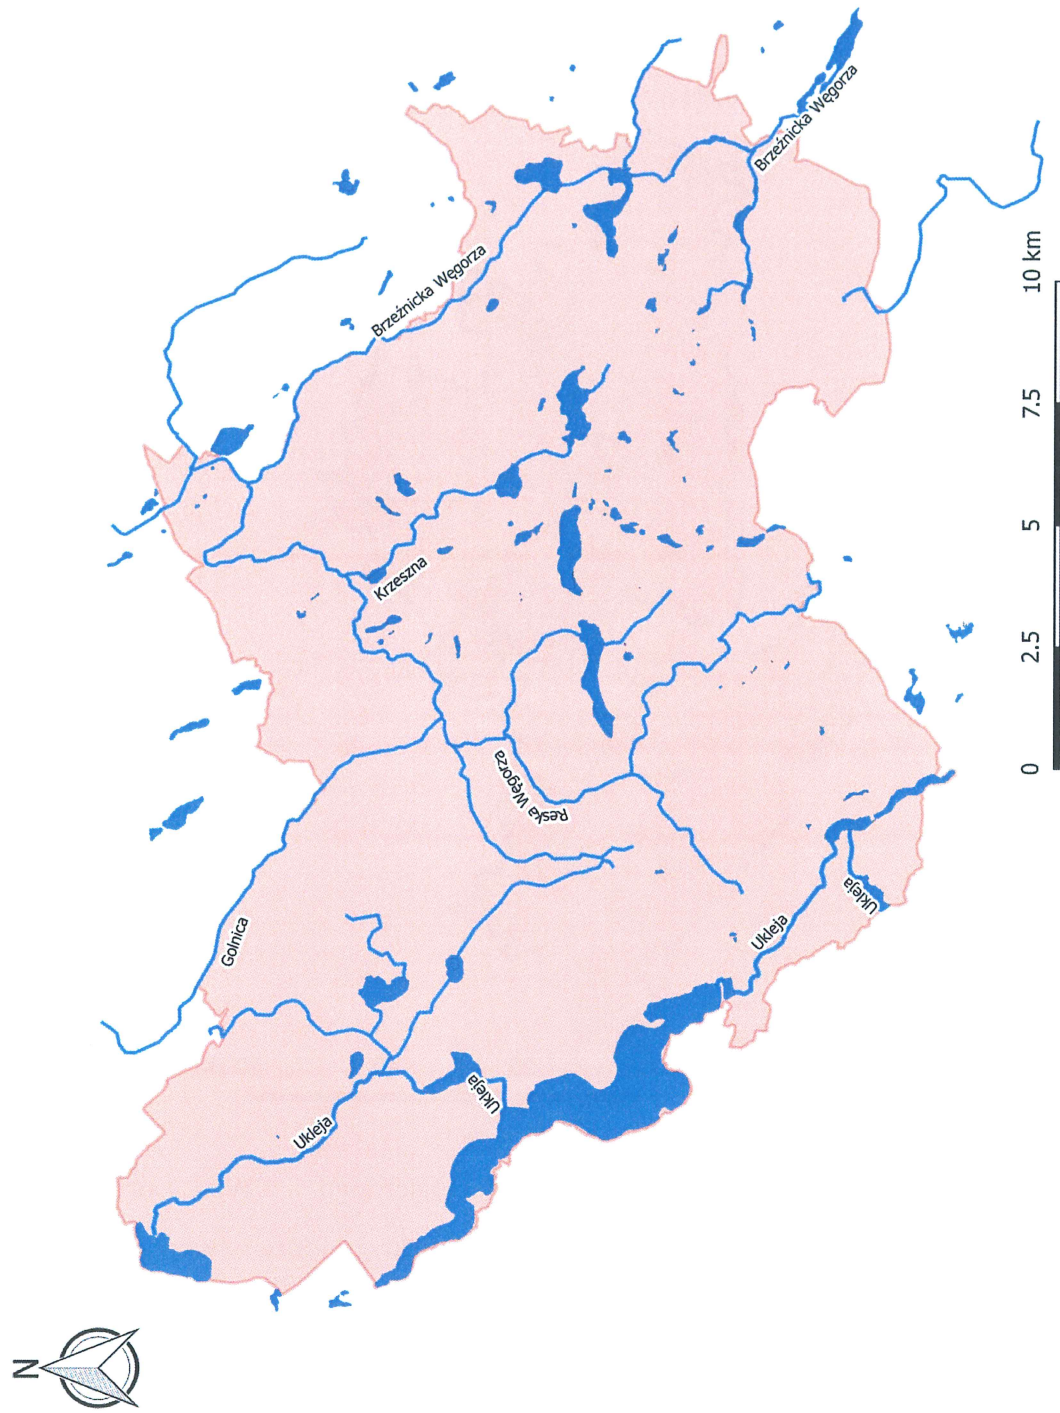 N
Brzeźnicka Węgorza
Brzeźnicka Węgorza
Krzeszna
Reska Węgorza
Golnica
Ukleja
Ukleja
Ukleja
Ukleja
0 2.5 5 7.5 10 km